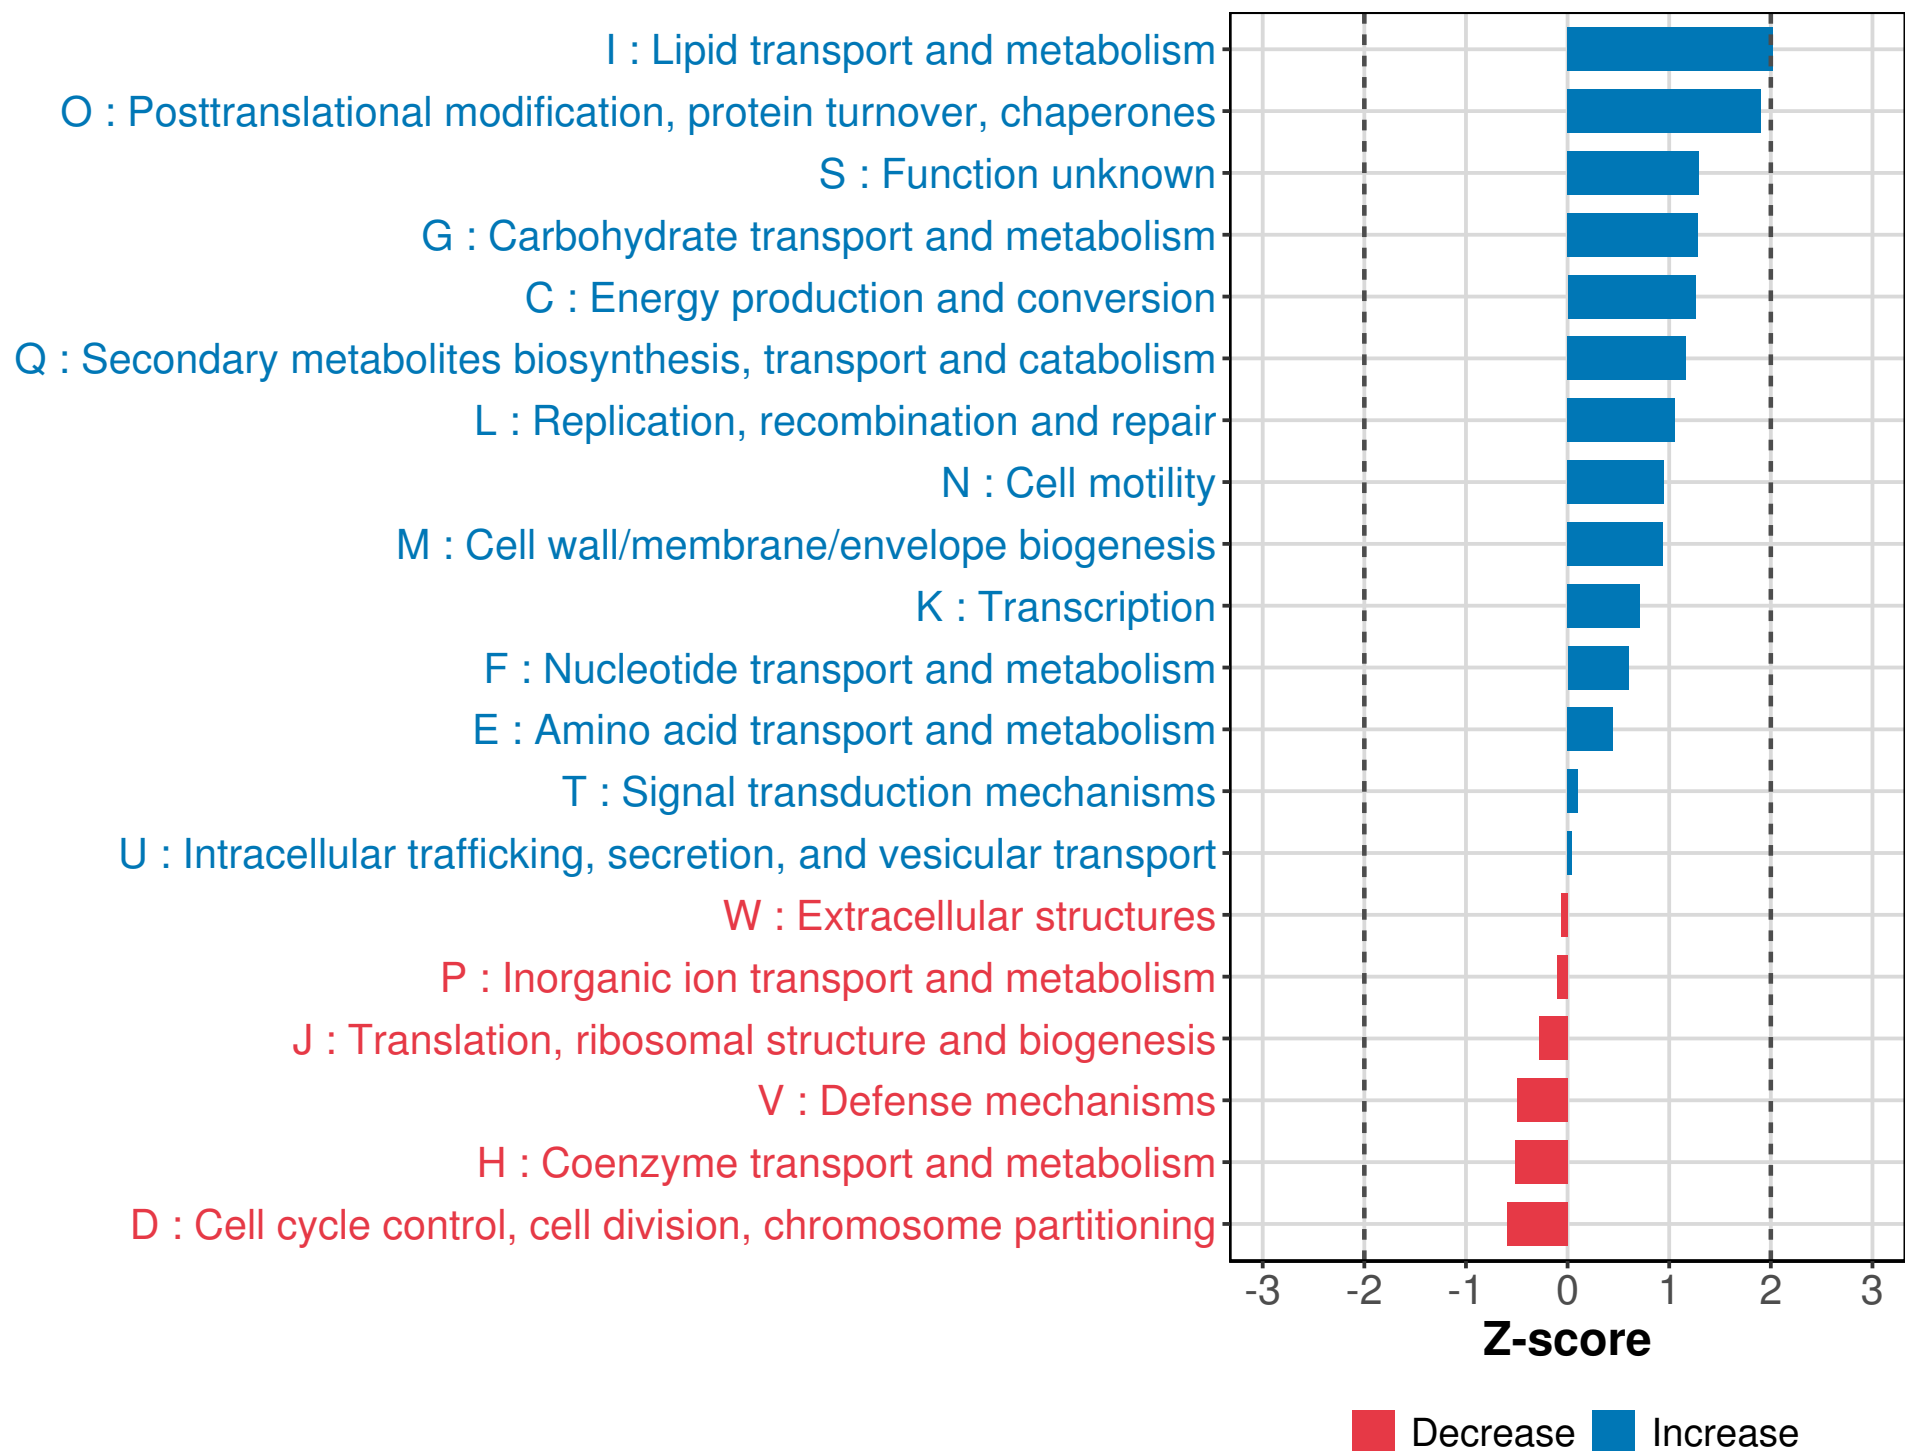 I : Lipid transport and metabolism
O : Posttranslational modification, protein turnover, chaperones
S : Function unknown
G : Carbohydrate transport and metabolism
C : Energy production and conversion
Q : Secondary metabolites biosynthesis, transport and catabolism
L : Replication, recombination and repair
N : Cell motility
M : Cell wall/membrane/envelope biogenesis
K : Transcription
F : Nucleotide transport and metabolism
E : Amino acid transport and metabolism
T : Signal transduction mechanisms
U : Intracellular trafficking, secretion, and vesicular transport
W : Extracellular structures
P : Inorganic ion transport and metabolism
J : Translation, ribosomal structure and biogenesis
V : Defense mechanisms
H : Coenzyme transport and metabolism
D : Cell cycle control, cell division, chromosome partitioning
-3 -2 -1 0 1 2 3
Z-score
Decrease Increase